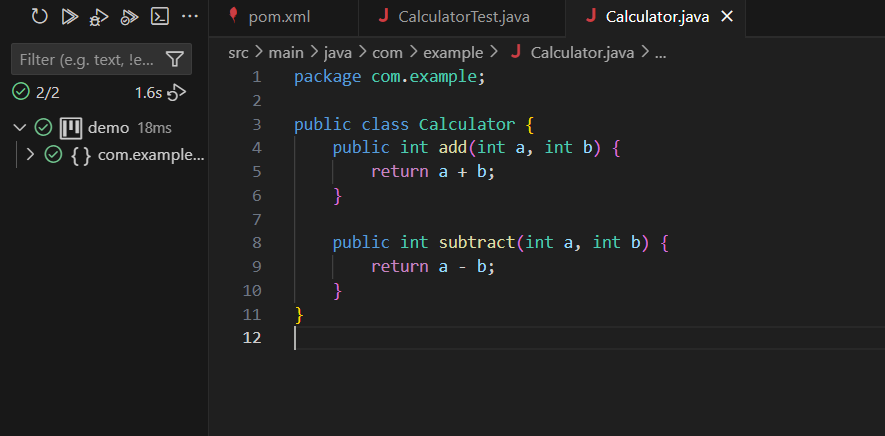 pom.xml
CalculatorTest.java
Calculator.java
Filter (e.g. text, !e...
src > main > java > com > example > Calculator.java > ...
2/2
1.6s
demo 18ms
{} com.example...
1 package com.example;
2
3 public class Calculator {
4     public int add(int a, int b) {
5         return a + b;
6     }
7
8     public int subtract(int a, int b) {
9         return a - b;
10     }
11 }
12